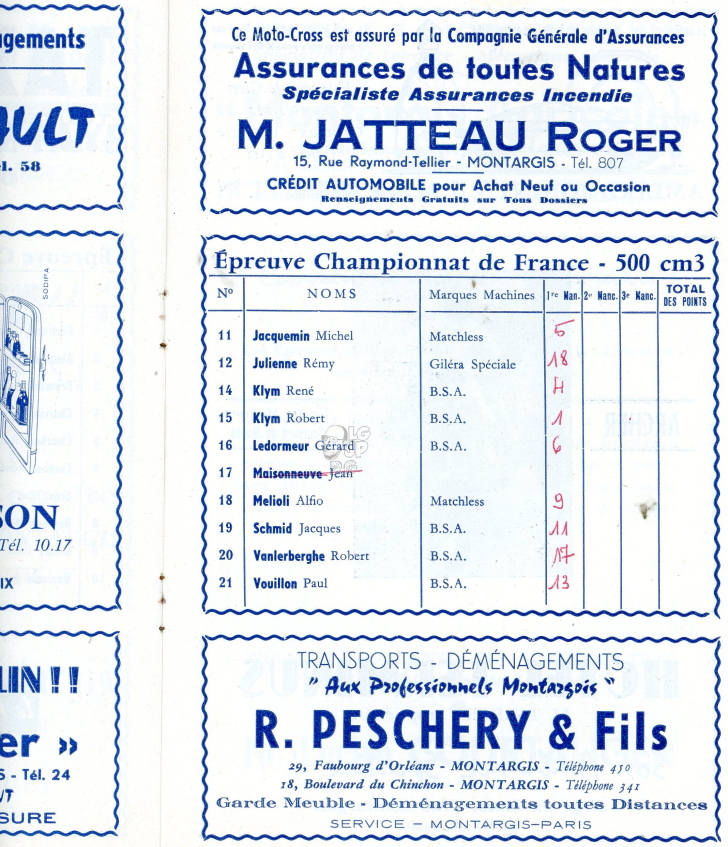 gements
AULT
él. 58
SODIPA
SON
Tél. 10.17
IX
LIN !!
er »
S - Tél. 24
VT
SURE
Ce Moto-Cross est assuré par la Compagnie Générale d'Assurances
Assurances de toutes Natures
Spécialiste Assurances Incendie
M. JATTEAU ROGER
15, Rue Raymond-Tellier - MONTARGIS - Tél. 807
CRÉDIT AUTOMOBILE pour Achat Neuf ou Occasion
Renseignements Gratuits sur Tous Dossiers
Épreuve Championnat de France - 500 cm3
N° NOMS Marques Machines 1re Man. 2e Manc. 3e Manc. TOTAL DES POINTS
11 Jacquemin Michel Matchless 5
12 Julienne Rémy Giléra Spéciale 18
14 Klym René B.S.A. 4
15 Klym Robert B.S.A. 1
16 Ledormeur Gérard B.S.A. 6
17 Maisonneuve Jean
18 Melioli Alfio Matchless 9
19 Schmid Jacques B.S.A. 11
20 Vanlerberghe Robert B.S.A. 17
21 Vouillon Paul B.S.A. 13
TRANSPORTS - DÉMÉNAGEMENTS
" Aux Professionnels Montargois "
R. PESCHERY & Fils
29, Faubourg d'Orléans - MONTARGIS - Téléphone 450
18, Boulevard du Chinchon - MONTARGIS - Téléphone 341
Garde Meuble - Déménagements toutes Distances
SERVICE - MONTARGIS-PARIS